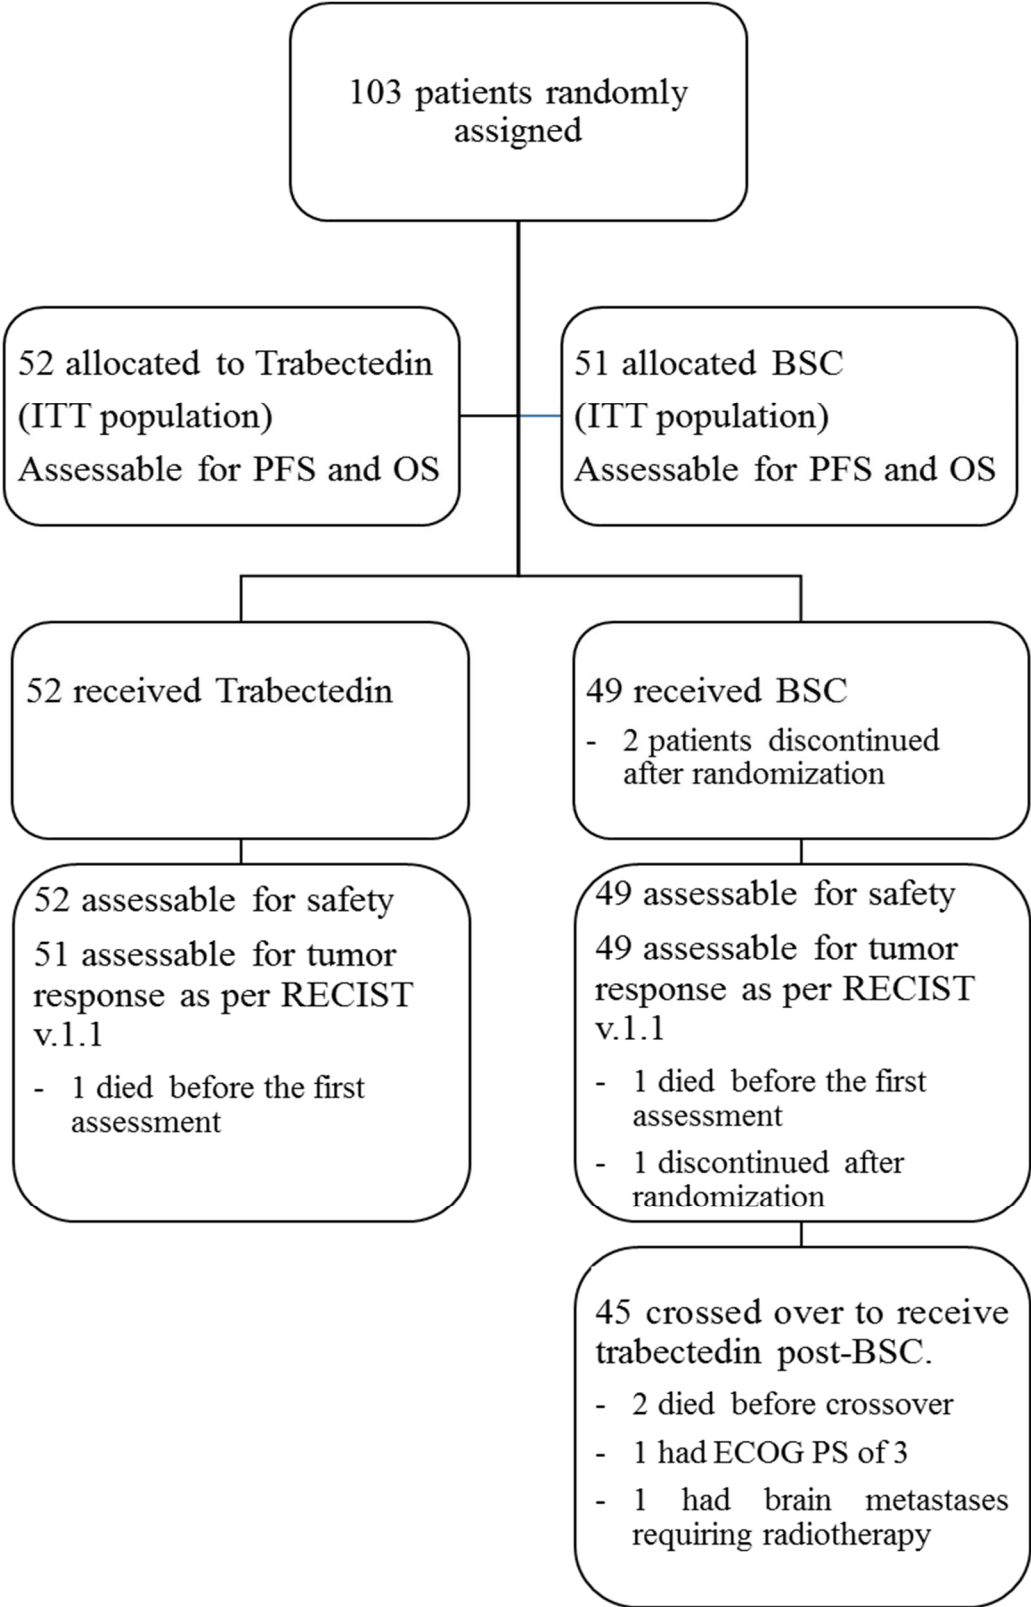 103 patients randomly
assigned
52 allocated to Trabectedin
(ITT population)
Assessable for PFS and OS
51 allocated BSC
(ITT population)
Assessable for PFS and OS
52 received Trabectedin
49 received BSC
- 2 patients discontinued
after randomization
52 assessable for safety
51 assessable for tumor
response as per RECIST
v.1.1
- 1 died before the first
assessment
49 assessable for safety
49 assessable for tumor
response as per RECIST
v.1.1
- 1 died before the first
assessment
- 1 discontinued after
randomization
45 crossed over to receive
trabectedin post-BSC.
- 2 died before crossover
- 1 had ECOG PS of 3
- 1 had brain metastases
requiring radiotherapy